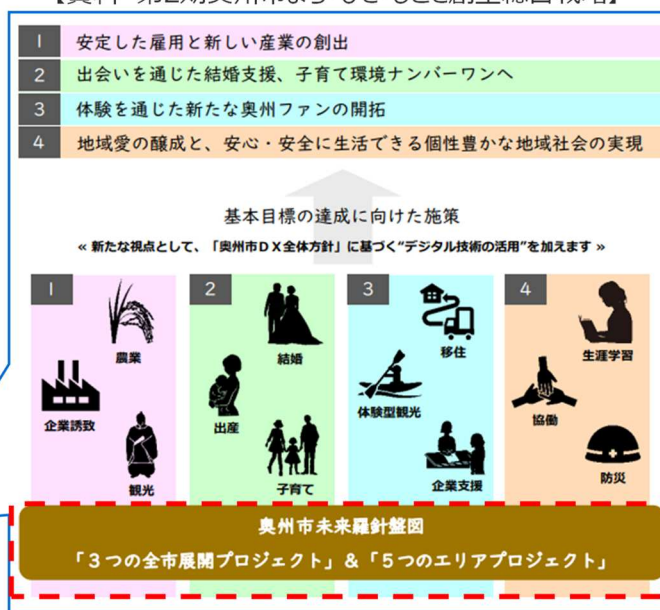 1 安定した雇用と新しい産業の創出
2 出会いを通じた結婚支援、子育て環境ナンバーワンへ
3 体験を通じた新たな奥州ファンの開拓
4 地域愛の醸成と、安心・安全に生活できる個性豊かな地域社会の実現
基本目標の達成に向けた施策
≪ 新たな視点として、「奥州市ＤＸ全体方針」に基づく“デジタル技術の活用”を加えます ≫
1
農業
企業誘致
観光
2
結婚
出産
子育て
3
移住
体験型観光
企業支援
4
生涯学習
協働
防災
奥州市未来羅針盤図
「３つの全市展開プロジェクト」＆「５つのエリアプロジェクト」